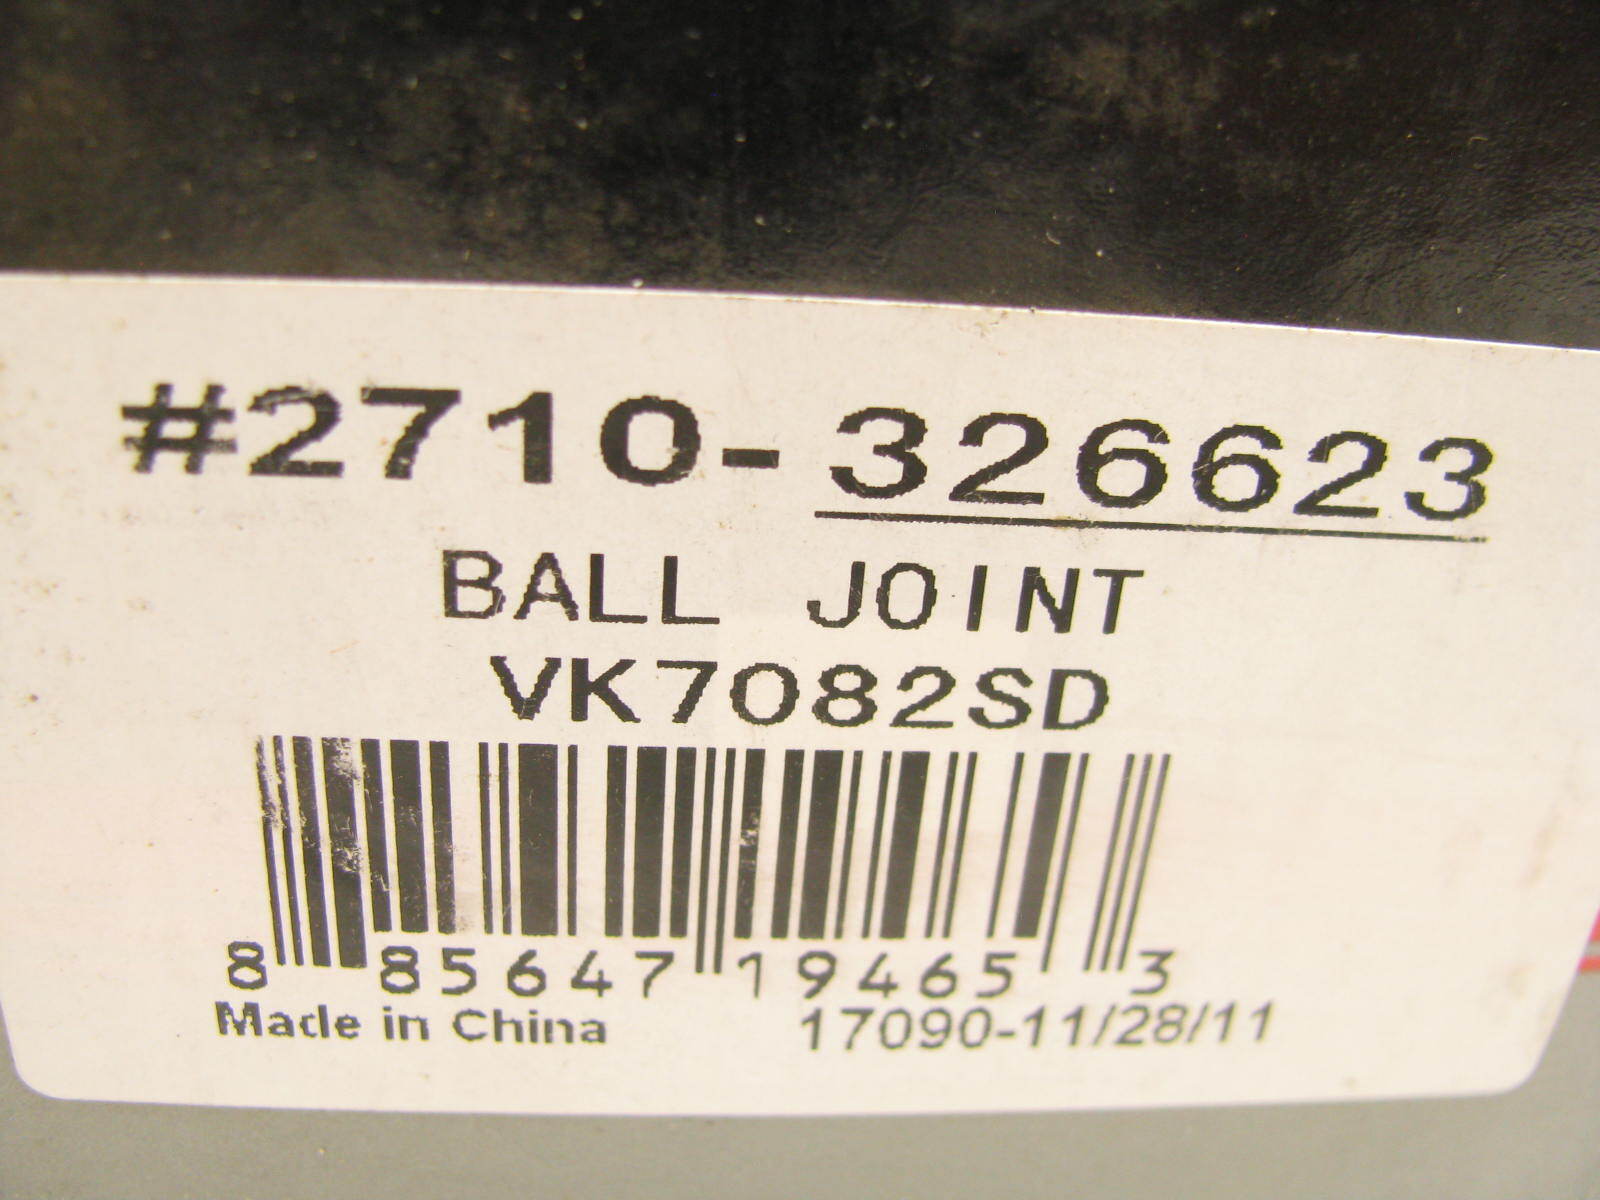 #2710-326623
BALL JOINT
VK7082SD
8 85647 19465 3
Made in China 17090-11/28/11